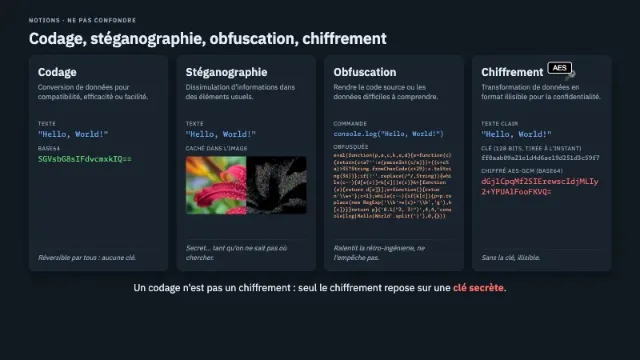 NOTIONS · NE PAS CONFONDRE
Codage, stéganographie, obfuscation, chiffrement
Codage
Conversion de données pour
compatibilité, efficacité ou facilité.
TEXTE
"Hello, World!"
BASE64
SGVsbG8sIFdvcmxkIQ==
Réversible par tous : aucune clé.
Stéganographie
Dissimulation d'informations dans
des éléments usuels.
TEXTE
"Hello, World!"
CACHÉ DANS L'IMAGE
Secret… tant qu'on ne sait pas où
chercher.
Obfuscation
Rendre le code source ou les
données difficiles à comprendre.
COMMANDE
console.log("Hello, World!")
OBFUSQUÉE
Ralentit la rétro-ingénierie, ne
l'empêche pas.
Chiffrement
AES
Transformation de données en
format illisible pour la confidentialité.
TEXTE CLAIR
"Hello, World!"
CLÉ (128 BITS, TIRÉE À L'INSTANT)
CHIFFRÉ AES-GCM (BASE64)
Sans la clé, illisible.
Un codage n'est pas un chiffrement : seul le chiffrement repose sur une clé secrète.